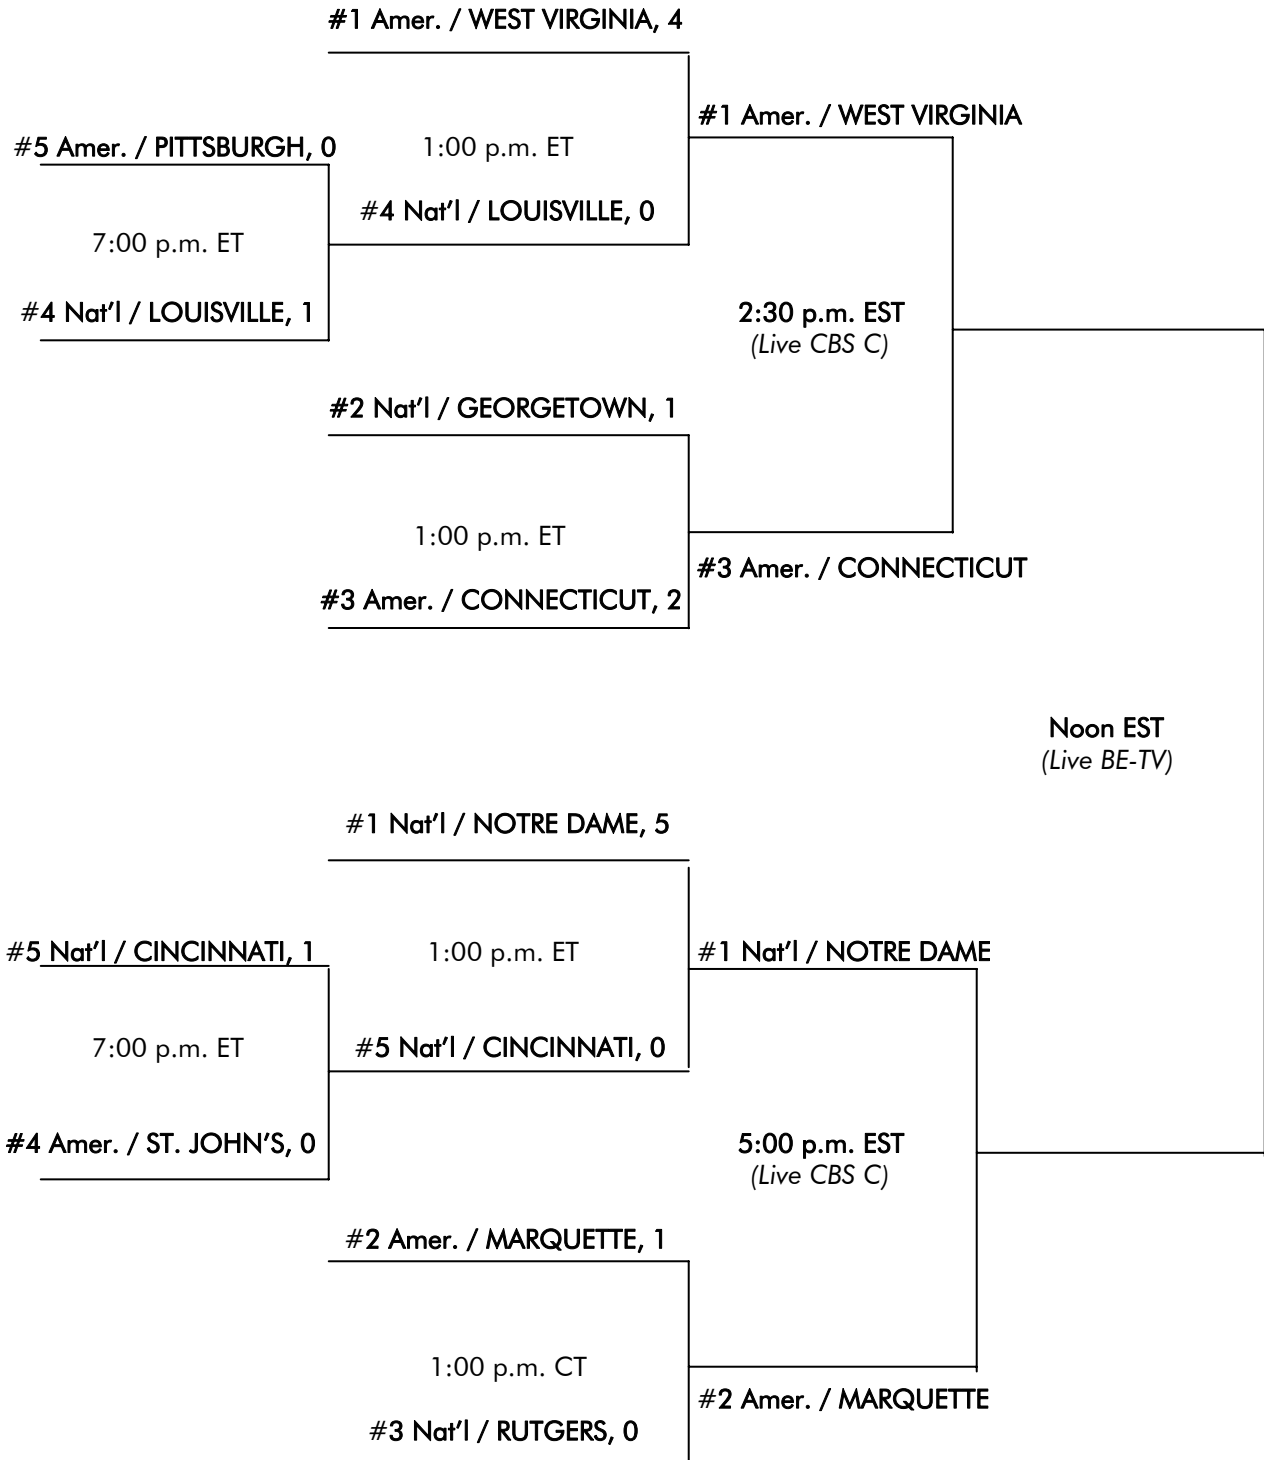 #1 Amer. / WEST VIRGINIA, 4
#1 Amer. / WEST VIRGINIA
#5 Amer. / PITTSBURGH, 0
1:00 p.m. ET
#4 Nat'l / LOUISVILLE, 0
7:00 p.m. ET
#4 Nat'l / LOUISVILLE, 1
2:30 p.m. EST
(Live CBS C)
#2 Nat'l / GEORGETOWN, 1
1:00 p.m. ET
#3 Amer. / CONNECTICUT
#3 Amer. / CONNECTICUT, 2
Noon EST
(Live BE-TV)
#1 Nat'l / NOTRE DAME, 5
#5 Nat'l / CINCINNATI, 1
1:00 p.m. ET
#1 Nat'l / NOTRE DAME
7:00 p.m. ET
#5 Nat'l / CINCINNATI, 0
#4 Amer. / ST. JOHN'S, 0
5:00 p.m. EST
(Live CBS C)
#2 Amer. / MARQUETTE, 1
1:00 p.m. CT
#2 Amer. / MARQUETTE
#3 Nat'l / RUTGERS, 0